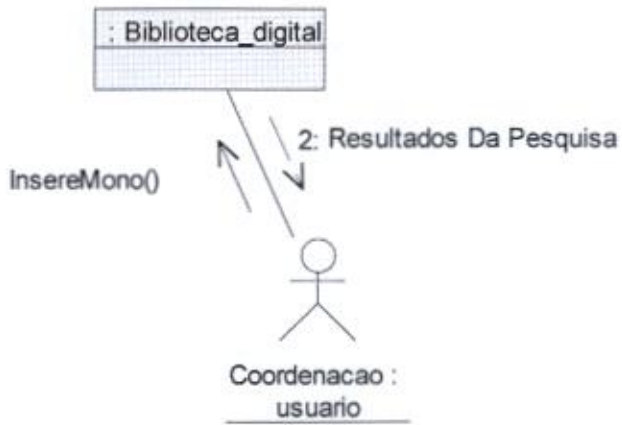 : Biblioteca_digital
2: Resultados Da Pesquisa
InsereMono()
Coordenacao :
usuario